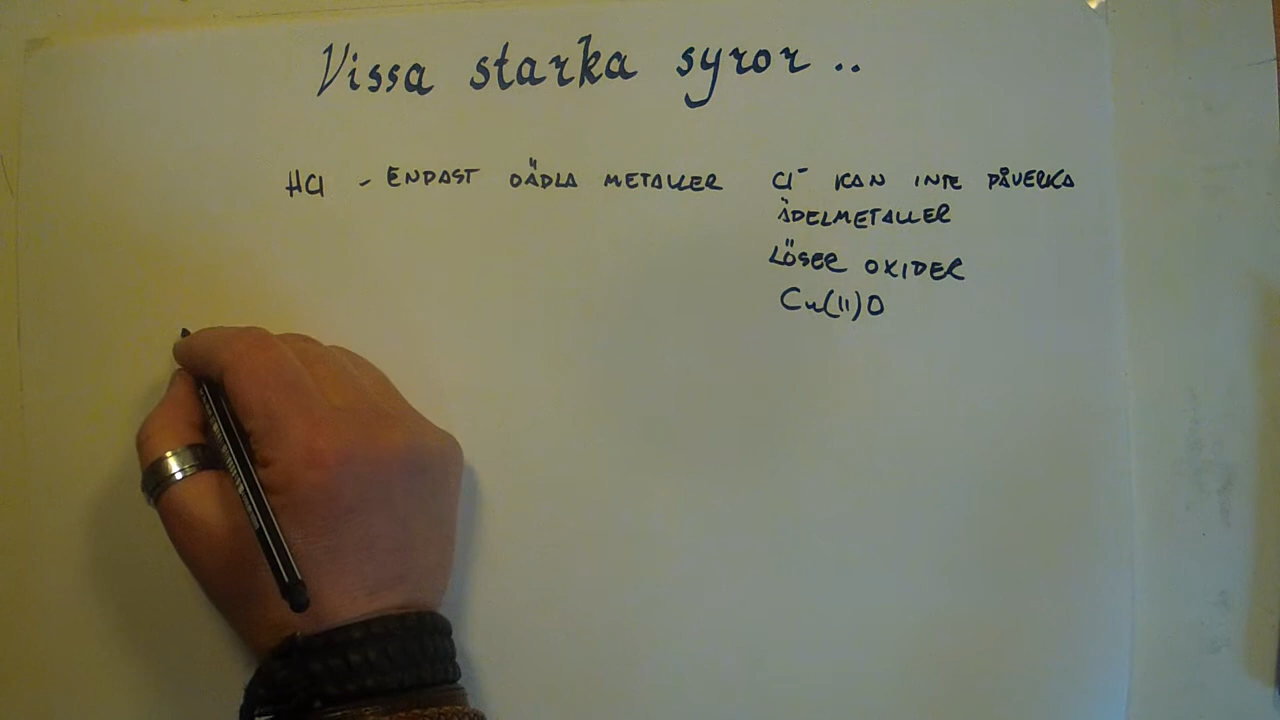 Vissa starka syror ..
HCl - ENDAST OÄDLA METALLER Cl⁻ KAN INTE PÅVERKA
ÄDELMETALLER
LÖSER OXIDER
Cu(II)O